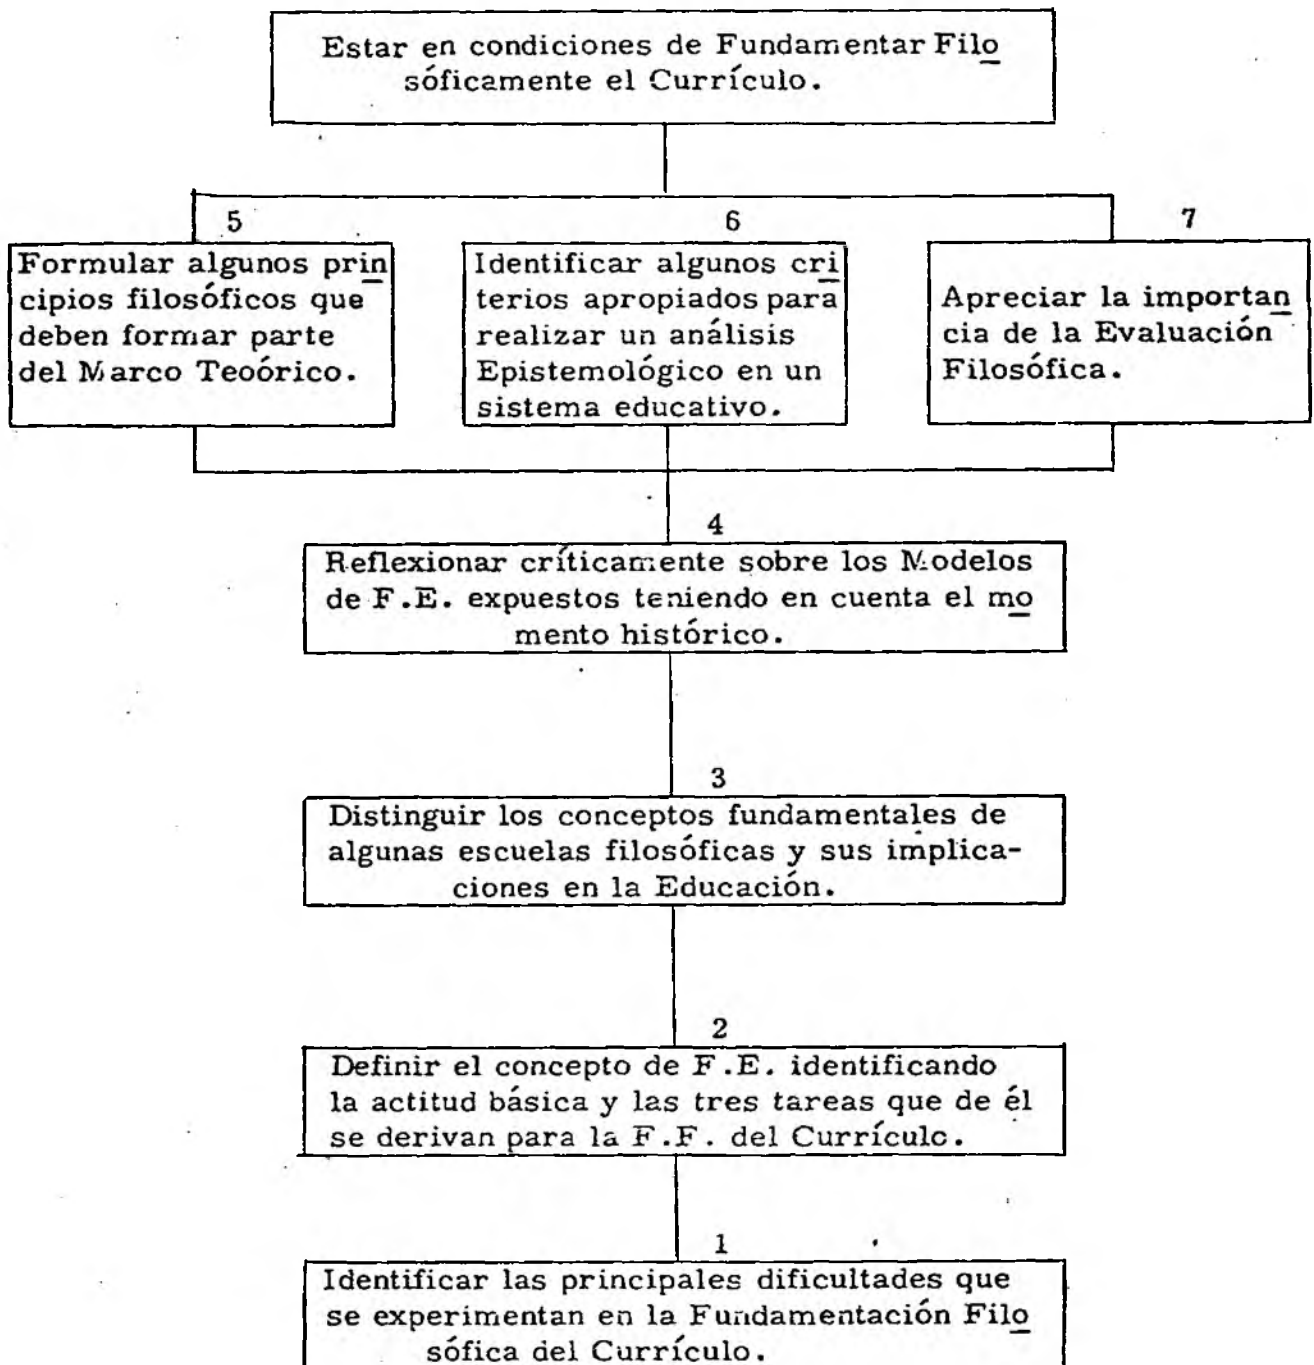 Estar en condiciones de Fundamentar Filo
sóficamente el Currículo.
5
Formular algunos prin
cipios filosóficos que
deben formar parte
del Marco Teoórico.
6
Identificar algunos cri
terios apropiados para
realizar un análisis
Epistemológico en un
sistema educativo.
7
Apreciar la importan
cia de la Evaluación
Filosófica.
4
Reflexionar críticamente sobre los Modelos
de F.E. expuestos teniendo en cuenta el mo
mento histórico.
3
Distinguir los conceptos fundamentales de
algunas escuelas filosóficas y sus implica-
ciones en la Educación.
2
Definir el concepto de F.E. identificando
la actitud básica y las tres tareas que de él
se derivan para la F.F. del Currículo.
1
Identificar las principales dificultades que
se experimentan en la Fundamentación Filo
sófica del Currículo.